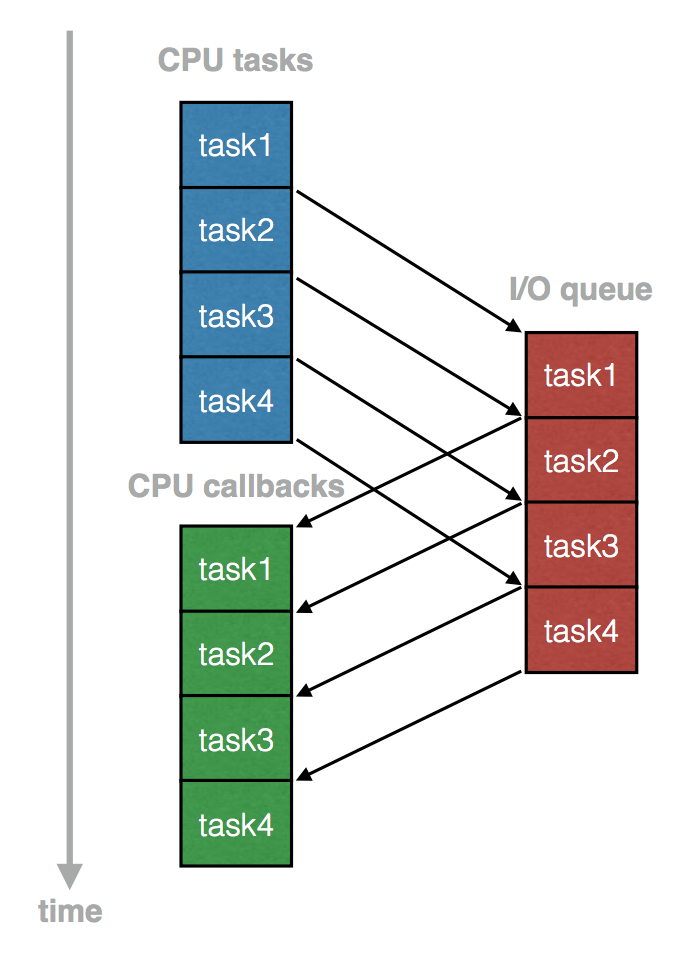 CPU tasks
task1
task2
task3
task4
I/O queue
task1
task2
task3
task4
CPU callbacks
task1
task2
task3
task4
time